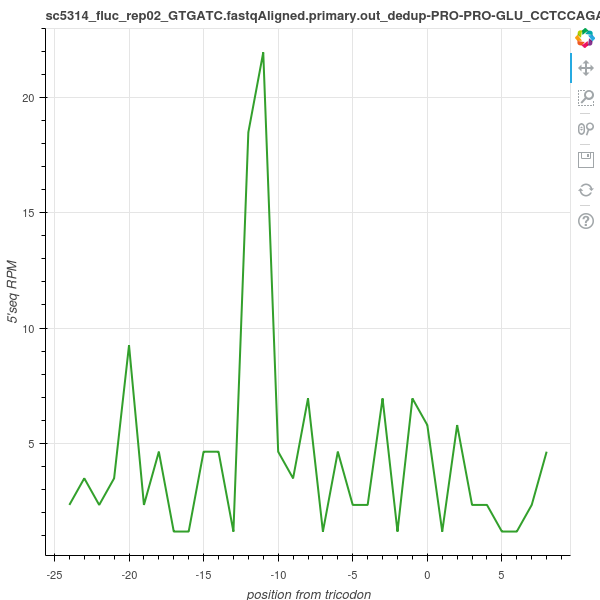 sc5314_fluc_rep02_GTGATC.fastqAligned.primary.out_dedup-PRO-PRO-GLU_CCTCCAGA
20
15
10
5
5'seq RPM
-25 -20 -15 -10 -5 0 5
position from tricodon